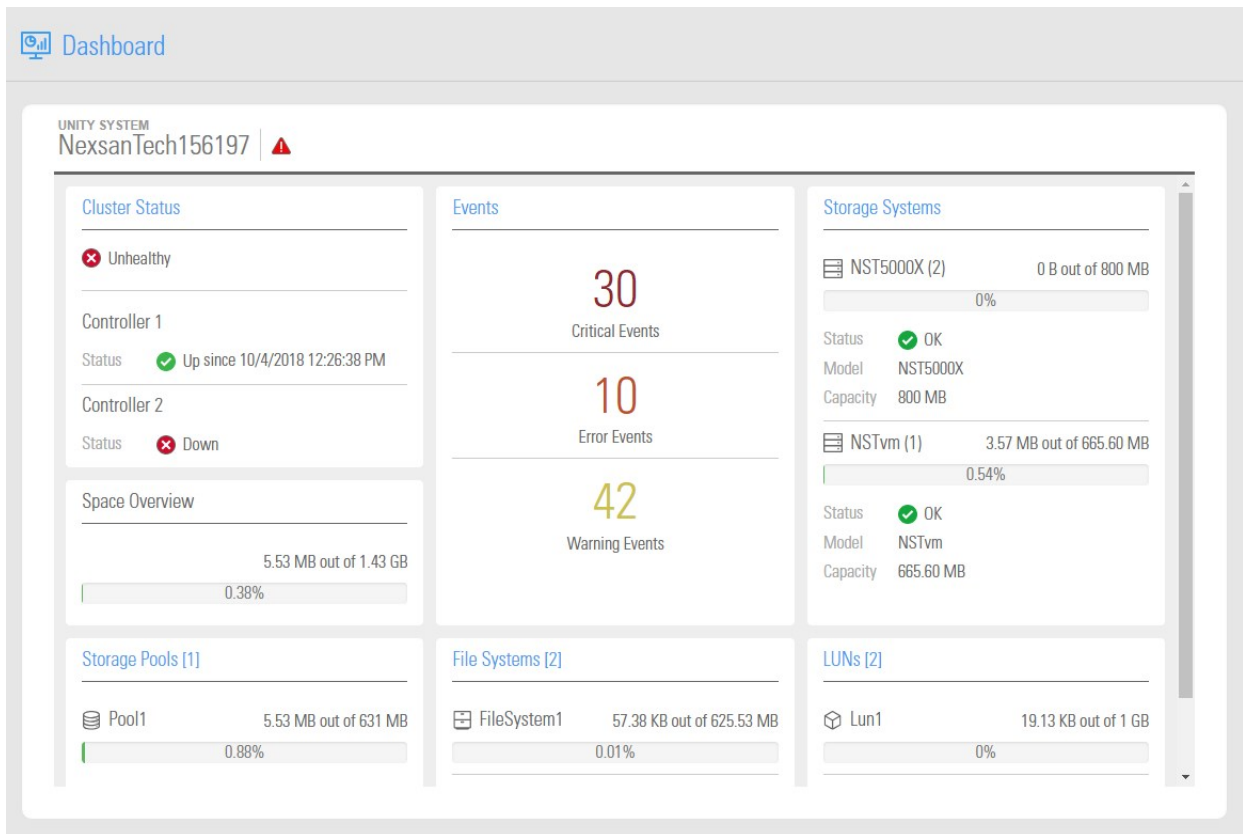 Dashboard
UNITY SYSTEM
NexsanTech156197
Cluster Status
Unhealthy
Controller 1
Status Up since 10/4/2018 12:26:38 PM
Controller 2
Status Down
Space Overview
5.53 MB out of 1.43 GB
0.38%
Events
30
Critical Events
10
Error Events
42
Warning Events
Storage Systems
NST5000X (2) 0 B out of 800 MB
0%
Status OK
Model NST5000X
Capacity 800 MB
NSTvm (1) 3.57 MB out of 665.60 MB
0.54%
Status OK
Model NSTvm
Capacity 665.60 MB
Storage Pools [1]
Pool1 5.53 MB out of 631 MB
0.88%
File Systems [2]
FileSystem1 57.38 KB out of 625.53 MB
0.01%
LUNs [2]
Lun1 19.13 KB out of 1 GB
0%